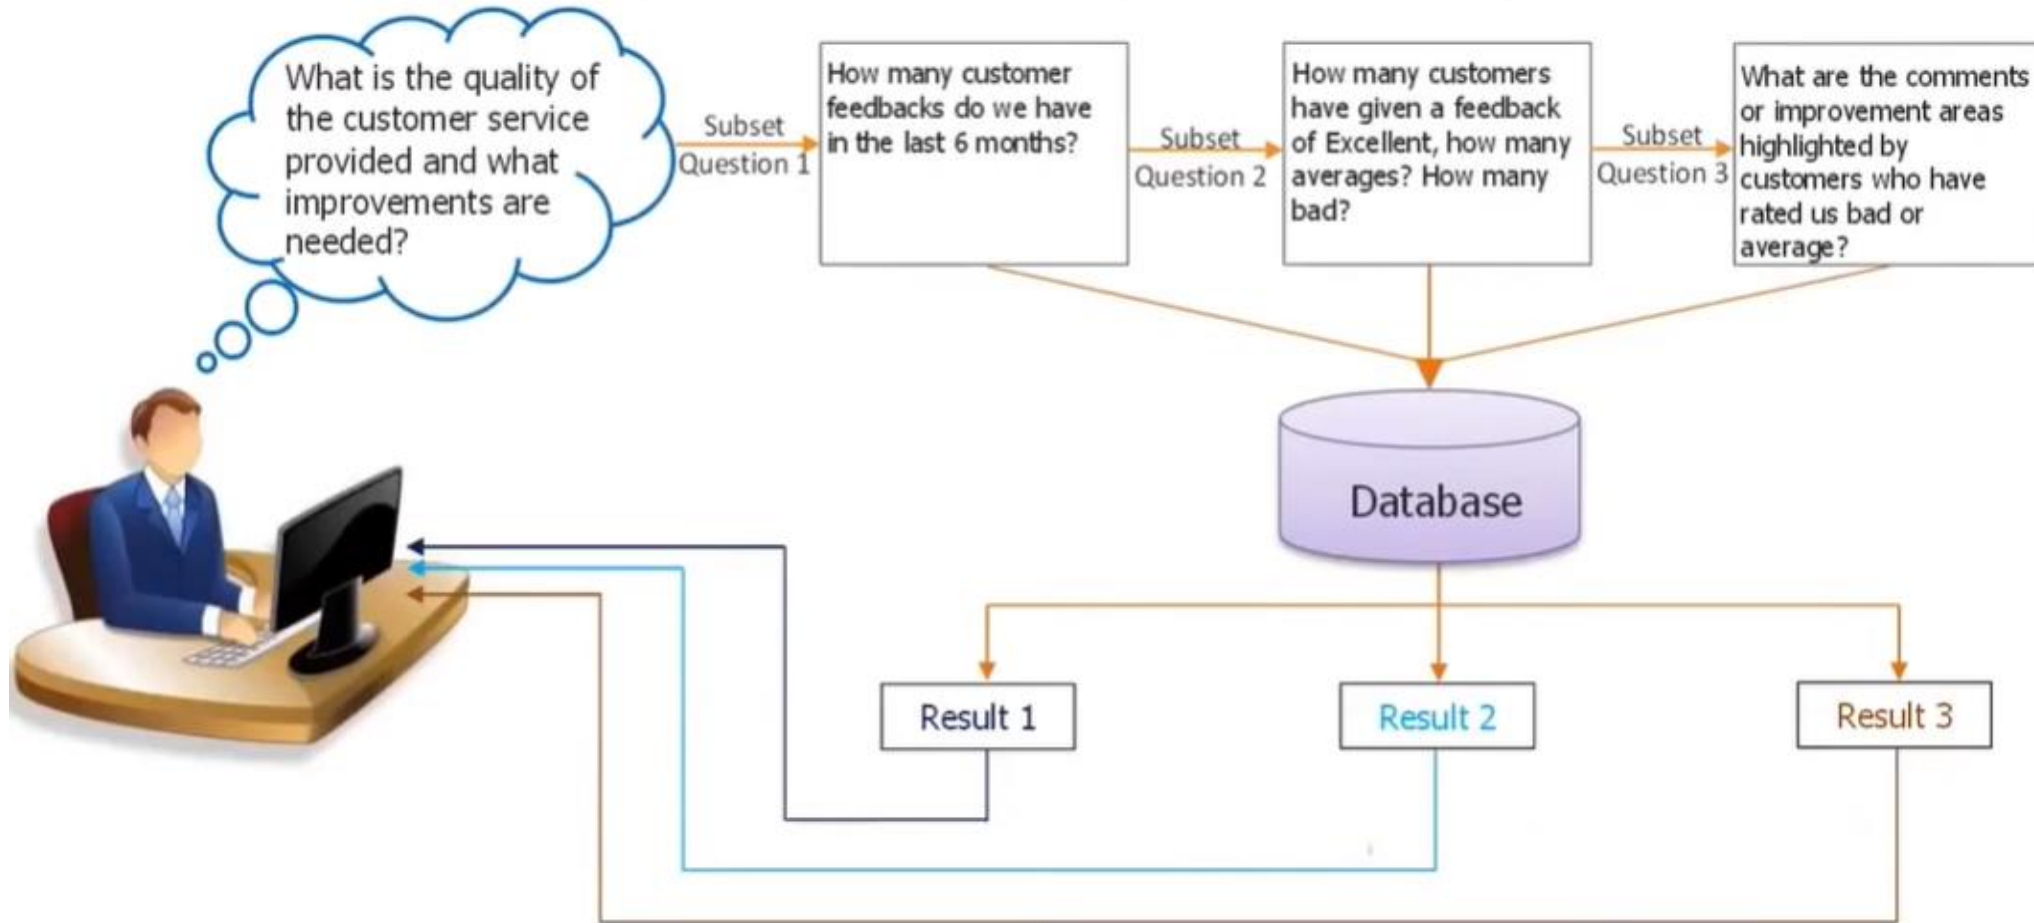 What is the quality of
the customer service
provided and what
improvements are
needed?
Subset
Question 1
How many customer
feedbacks do we have
in the last 6 months?
Subset
Question 2
How many customers
have given a feedback
of Excellent, how many
averages? How many
bad?
Subset
Question 3
What are the comments
or improvement areas
highlighted by
customers who have
rated us bad or
average?
Database
Result 1
Result 2
Result 3